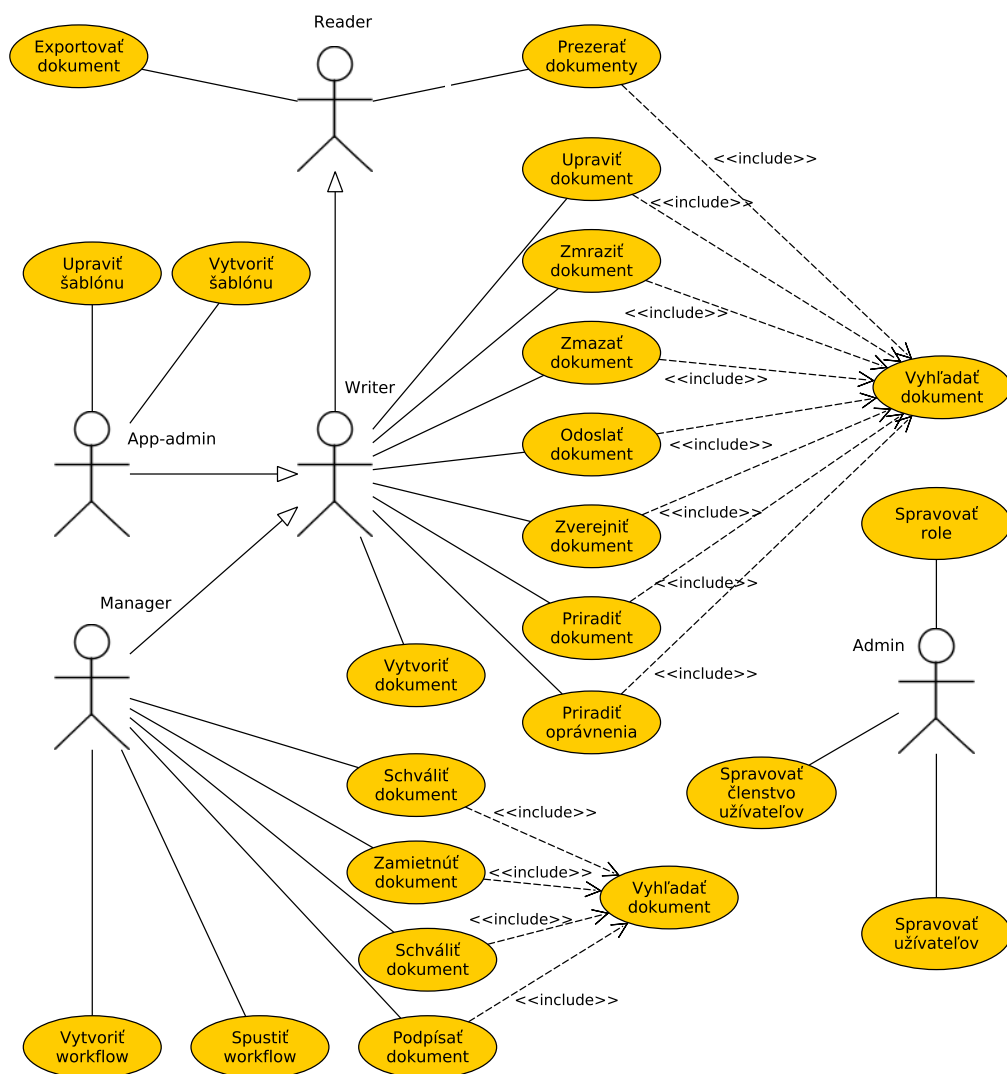 Reader
Exportovať
dokument
Prezerať
dokumenty
<<include>>
Upraviť
dokument
<<include>>
Upraviť
šablónu
Vytvoriť
šablónu
Zmraziť
dokument
<<include>>
Zmazať
dokument
<<include>>
Vyhľadať
dokument
Writer
App-admin
Odoslať
dokument
<<include>>
Zverejniť
dokument
<<include>>
Spravovať
role
Manager
Priradiť
dokument
<<include>>
Admin
Vytvoriť
dokument
<<include>>
Priradiť
oprávnenia
Schváliť
dokument
<<include>>
Spravovať
členstvo
užívateľov
Zamietnúť
dokument
<<include>>
Vyhľadať
dokument
Schváliť
dokument
<<include>>
Spravovať
užívateľov
<<include>>
Vytvoriť
workflow
Spustiť
workflow
Podpísať
dokument